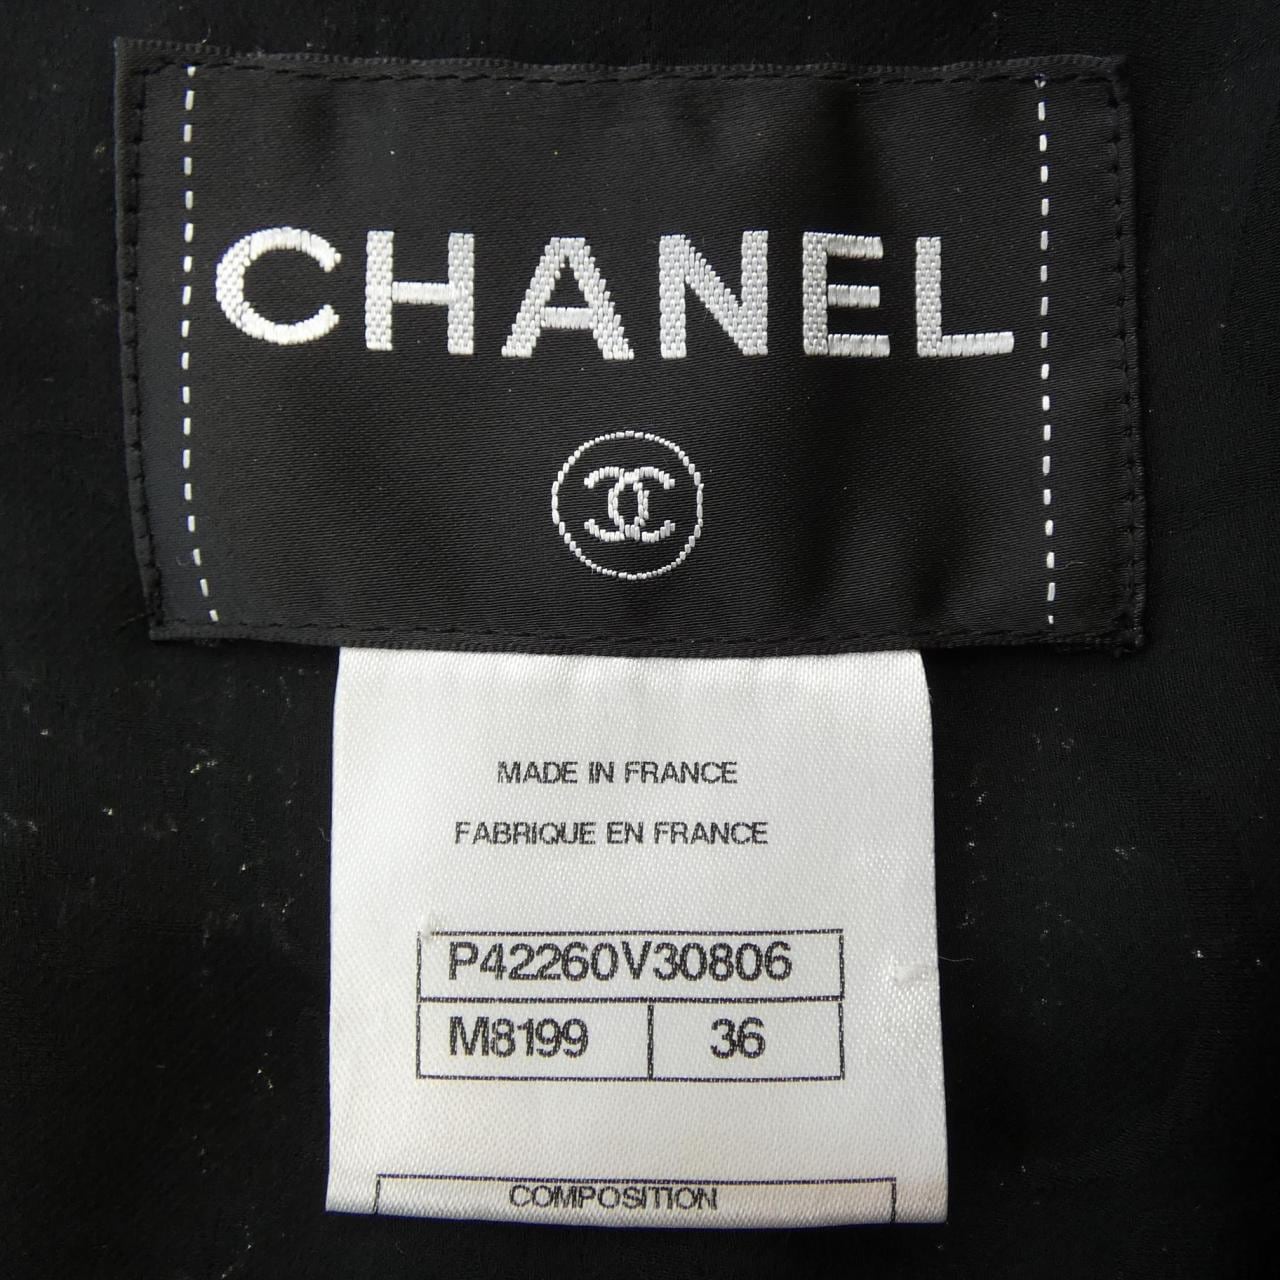 CHANEL
MADE IN FRANCE
FABRIQUE EN FRANCE
P42260V30806
M8199 36
COMPOSITION